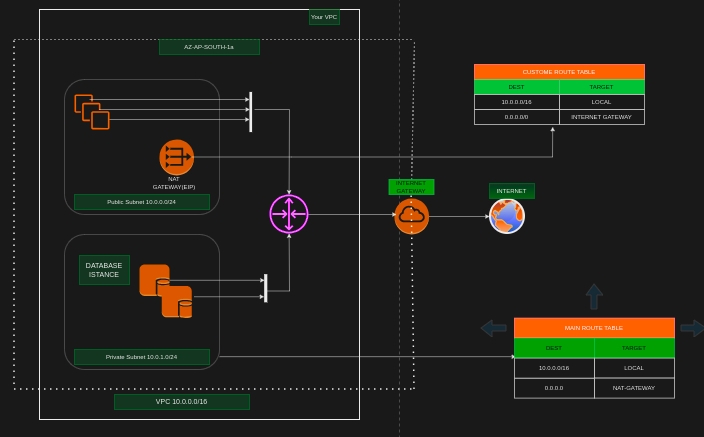 Your VPC
AZ-AP-SOUTH-1a
CUSTOME ROUTE TABLE
DEST TARGET
10.0.0.0/16 LOCAL
0.0.0.0/0 INTERNET GATEWAY
NAT
GATEWAY(EIP)
Public Subnet 10.0.0.0/24
INTERNET
GATEWAY
INTERNET
DATABASE
ISTANCE
MAIN ROUTE TABLE
DEST. TARGET
10.0.0.0/16 LOCAL
0.0.0.0 NAT-GATEWAY
Private Subnet 10.0.1.0/24
VPC 10.0.0.0/16